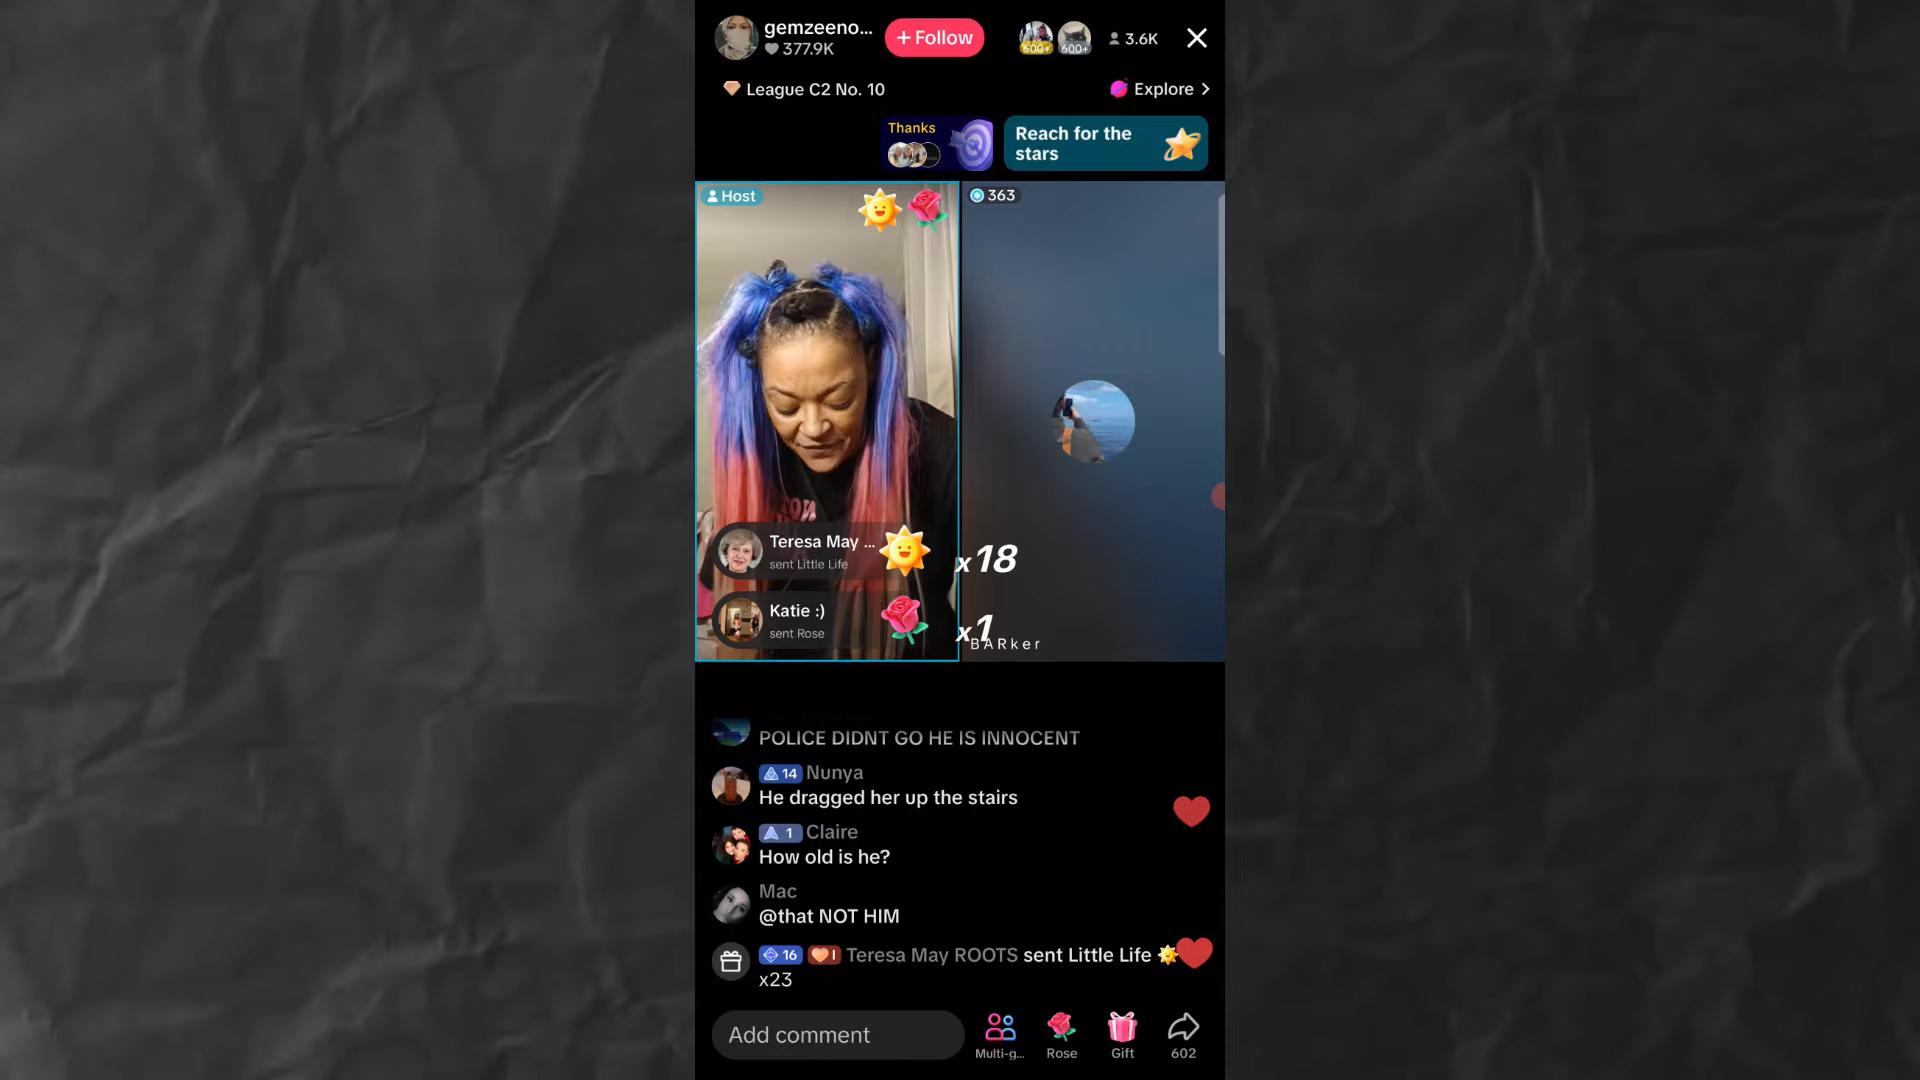 gemzeeno...
377.9K
+ Follow
600+
600+
3.6K
League C2 No. 10
Explore
Thanks
Reach for the
stars
Host
363
Teresa May ...
sent Little Life
x18
Katie :)
sent Rose
x1
BARker
POLICE DIDNT GO HE IS INNOCENT
14 Nunya
He dragged her up the stairs
1 Claire
How old is he?
Mac
@that NOT HIM
16 I Teresa May ROOTS sent Little Life
x23
Add comment
Multi-g...
Rose
Gift
602